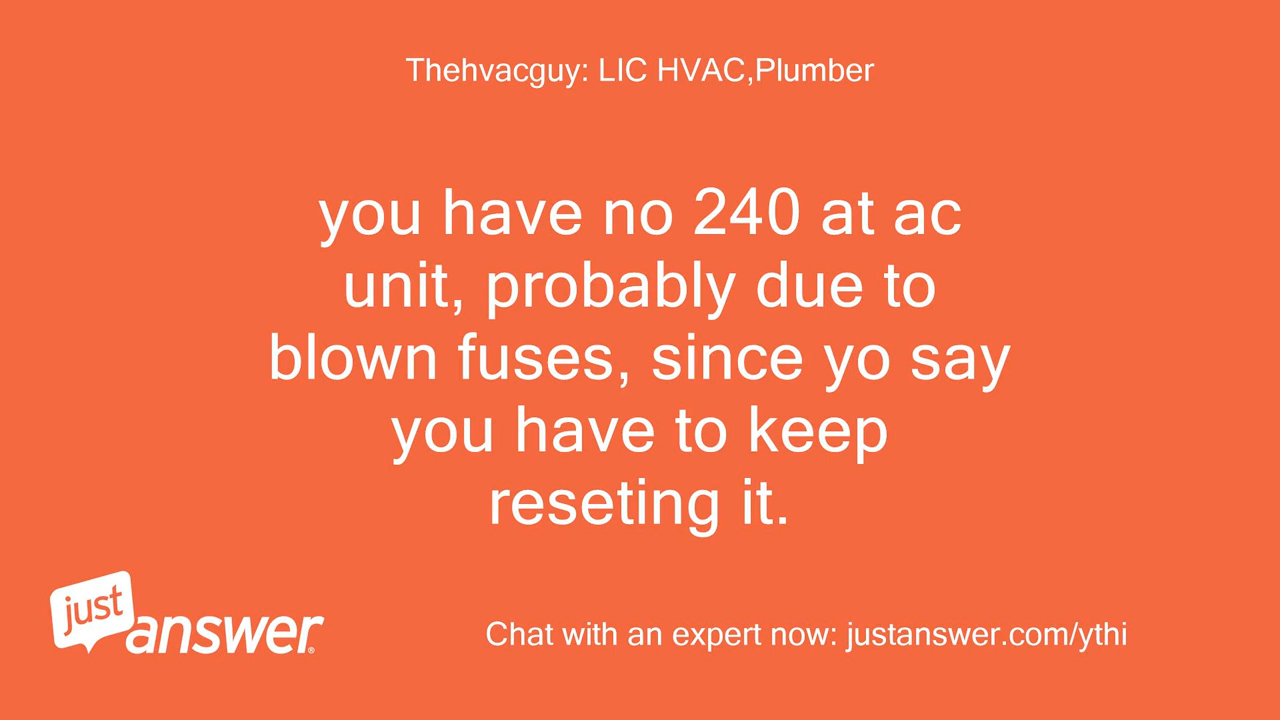 Thehvacguy: LIC HVAC,Plumber
you have no 240 at ac
unit, probably due to
blown fuses, since yo say
you have to keep
reseting it.
just
answer®
Chat with an expert now: justanswer.com/ythi